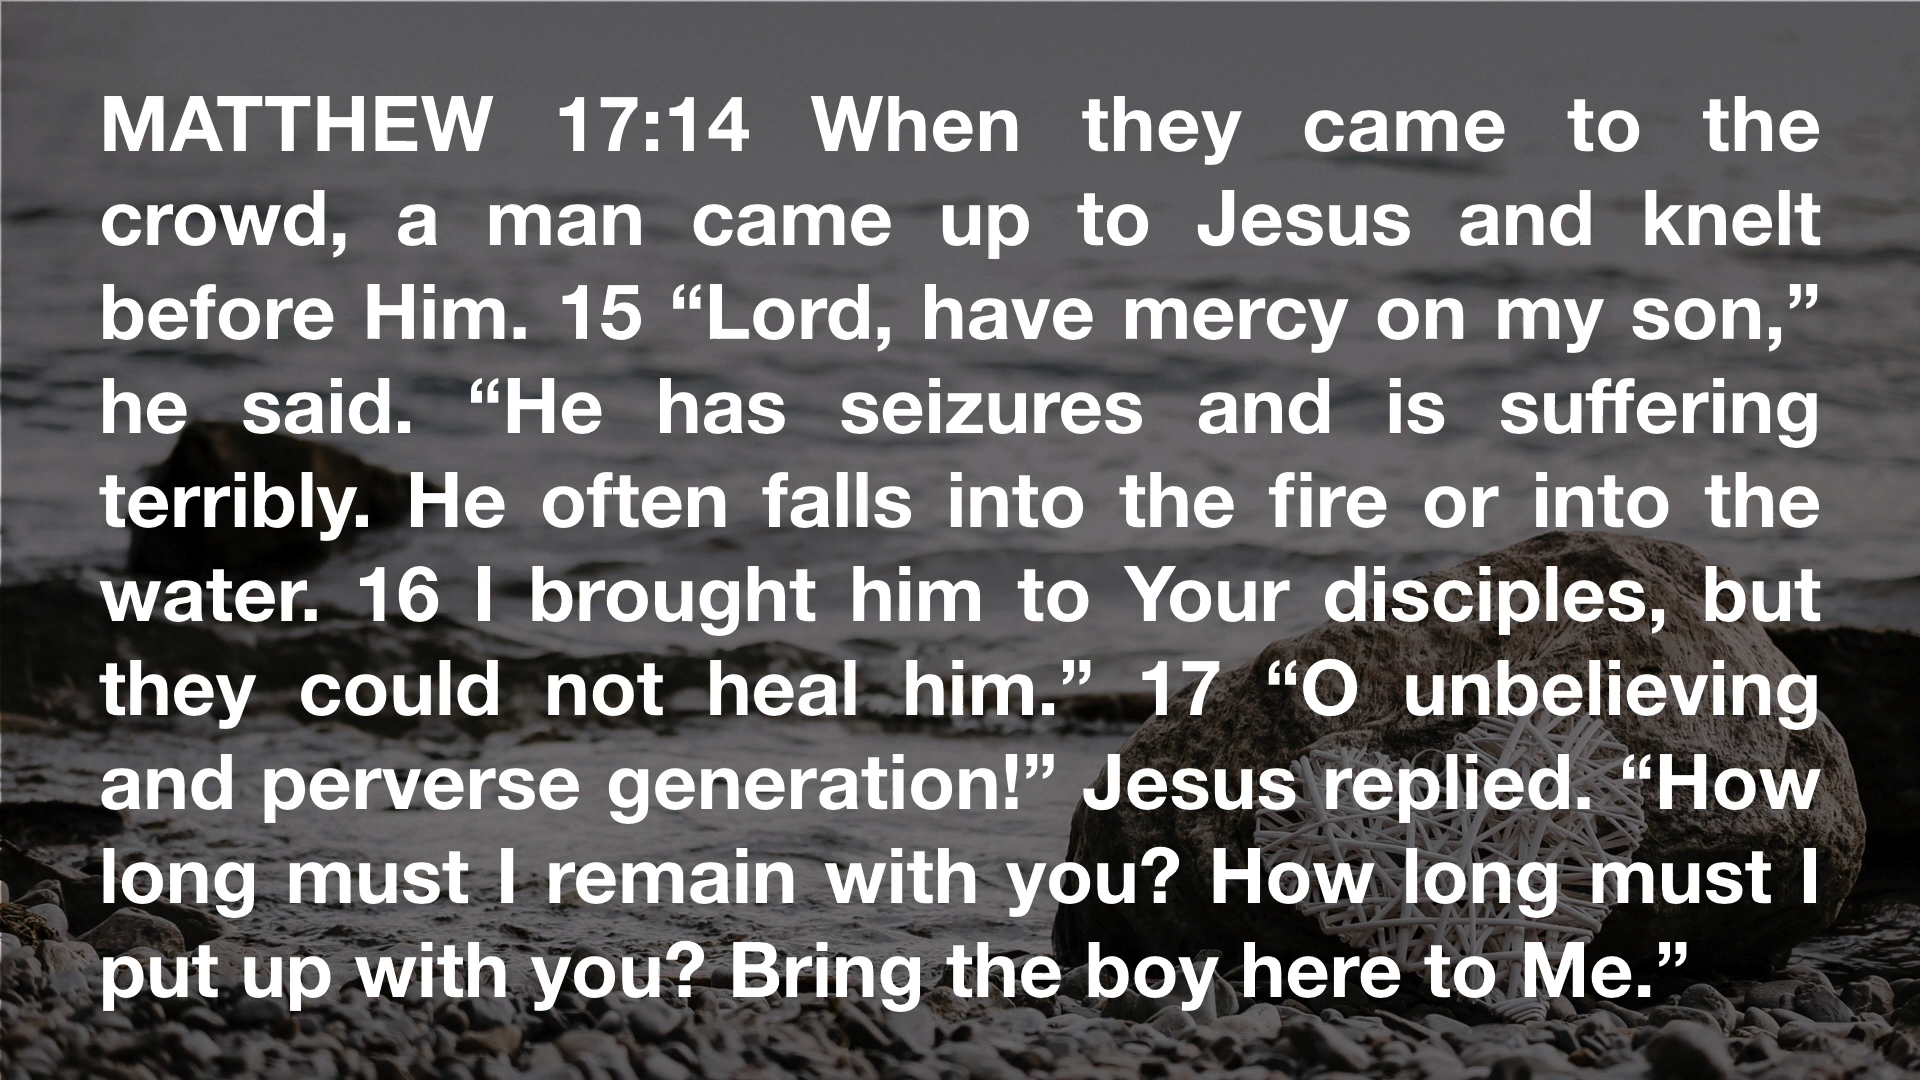 MATTHEW 17:14 When they came to the
crowd, a man came up to Jesus and knelt
before Him. 15 “Lord, have mercy on my son,”
he said. “He has seizures and is suffering
terribly. He often falls into the fire or into the
water. 16 I brought him to Your disciples, but
they could not heal him.” 17 “O unbelieving
and perverse generation!” Jesus replied. “How
long must I remain with you? How long must I
put up with you? Bring the boy here to Me.”